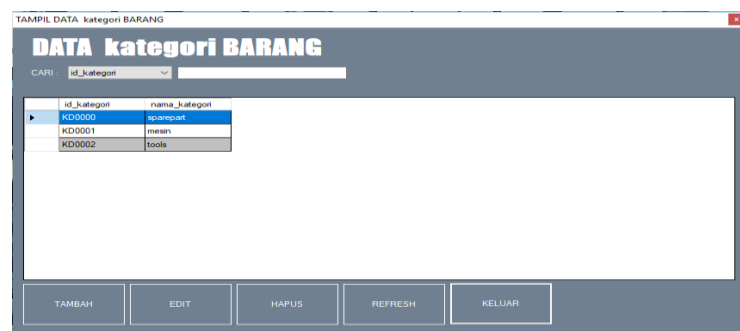 TAMPIL DATA kategori BARANG
DATA kategori BARANG
CARI : id_kategori
id_kategori nama_kategori
KD0000 sparepart
KD0001 mesin
KD0002 tools
TAMBAH EDIT HAPUS REFRESH KELUAR